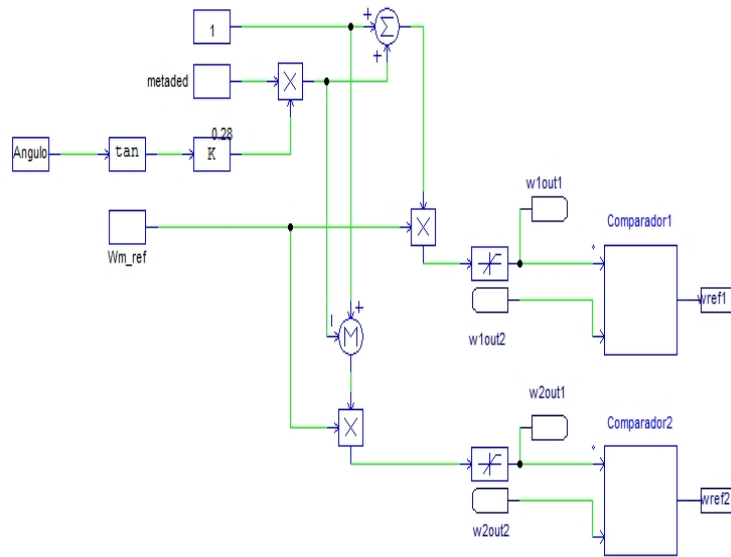 1
+
Σ
+
metaded
X
0.28
Angulo
tan
K
w1out1
X
Comparador1
Wm_ref
wref1
+
M
w1out2
w2out1
X
Comparador2
wref2
w2out2